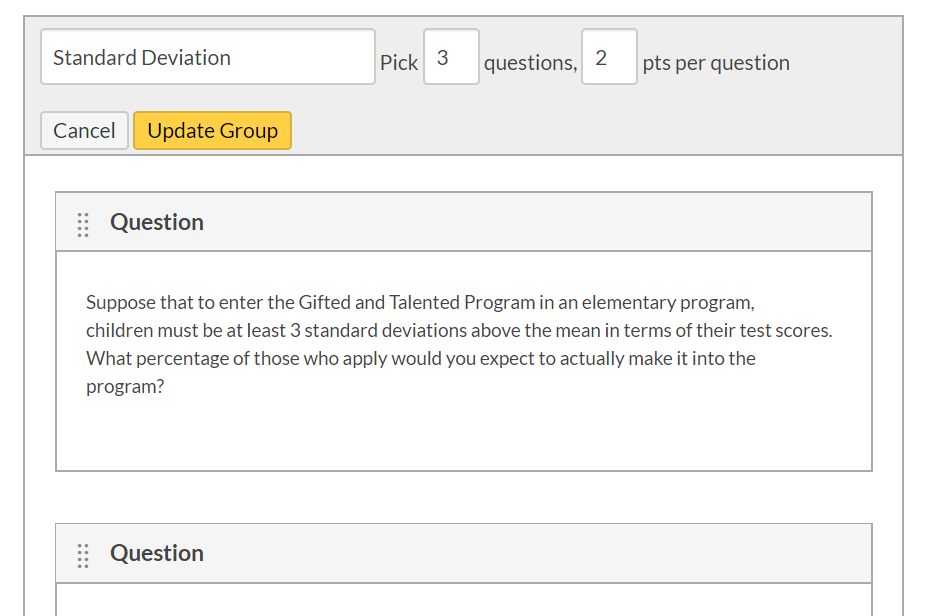 Standard Deviation Pick 3 questions, 2 pts per question
Cancel Update Group
Question
Suppose that to enter the Gifted and Talented Program in an elementary program,
children must be at least 3 standard deviations above the mean in terms of their test scores.
What percentage of those who apply would you expect to actually make it into the
program?
Question